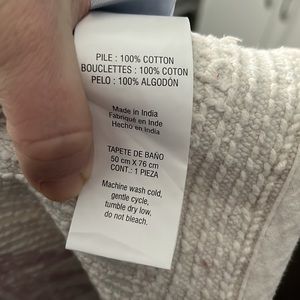 PILE : 100% COTTON
BOUCLETTES : 100% COTON
PELO : 100% ALGODÓN
Made in India
Fabriqué en Inde
Hecho en India
TAPETE DE BAÑO
50 cm X 76 cm
CONT.: 1 PIEZA
Machine wash cold,
gentle cycle,
tumble dry low,
do not bleach.